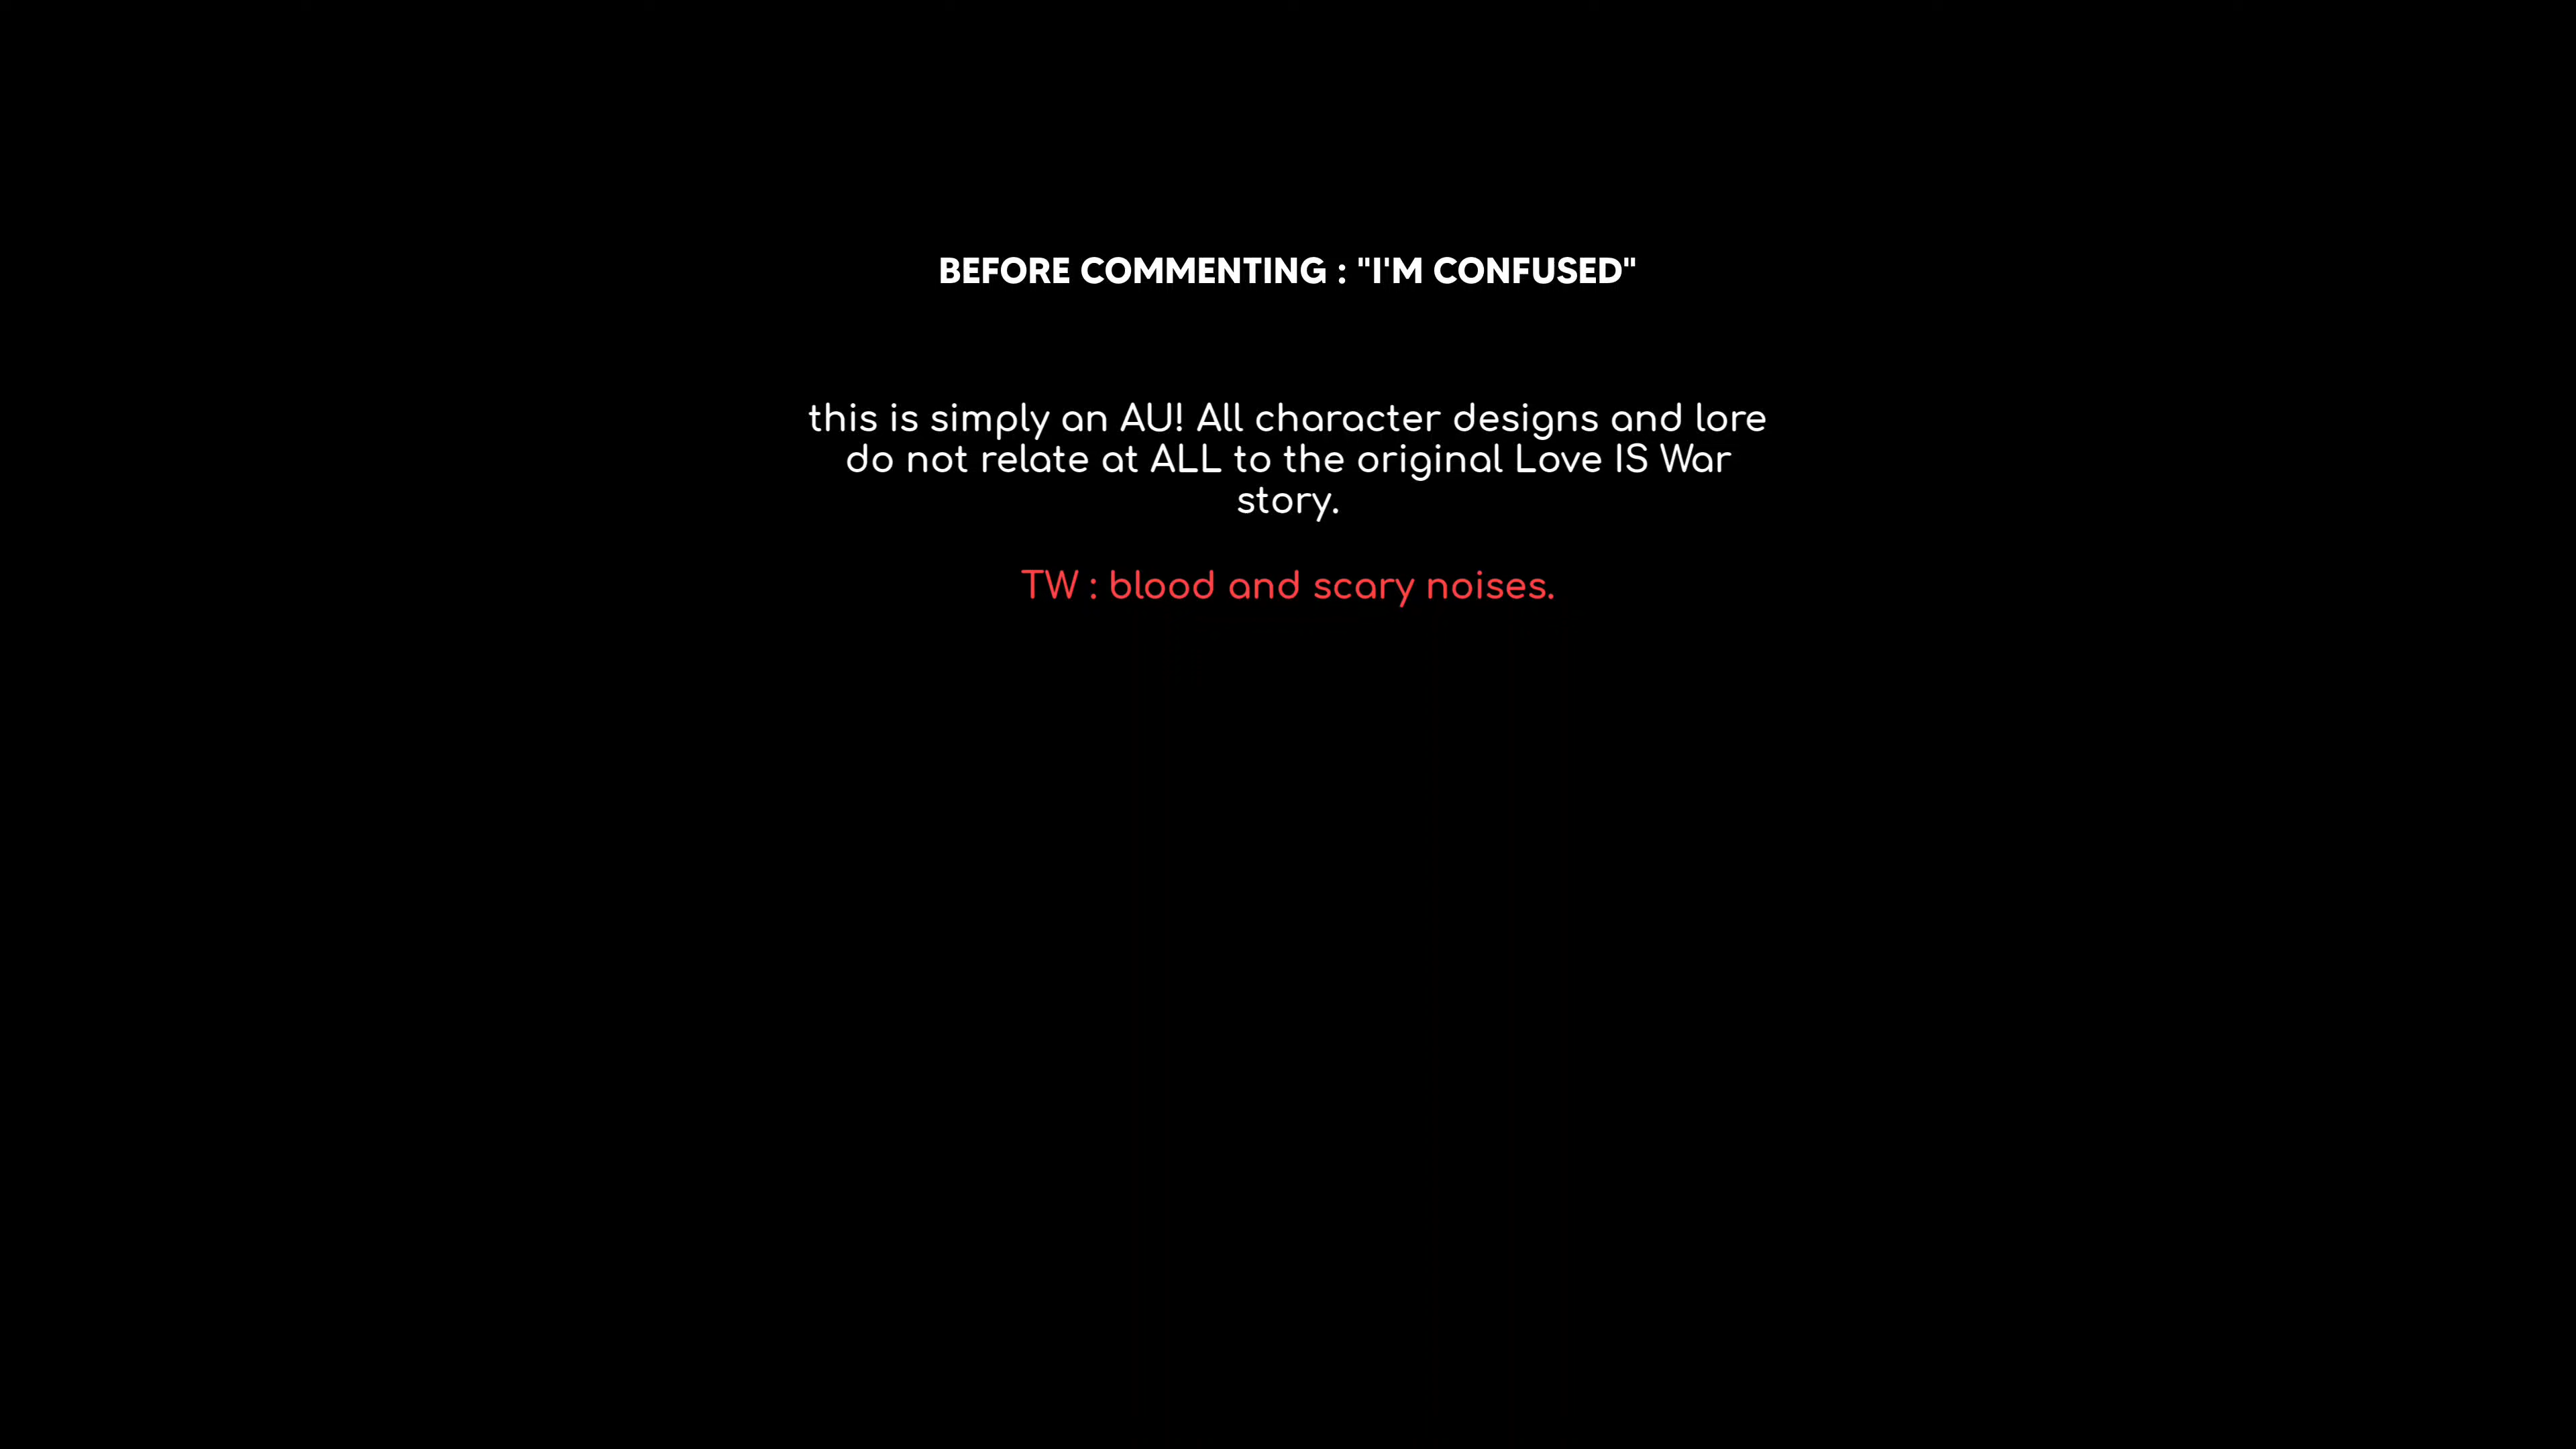 BEFORE COMMENTING : "I'M CONFUSED"
this is simply an AU! All character designs and lore
do not relate at ALL to the original Love IS War
story.
TW : blood and scary noises.